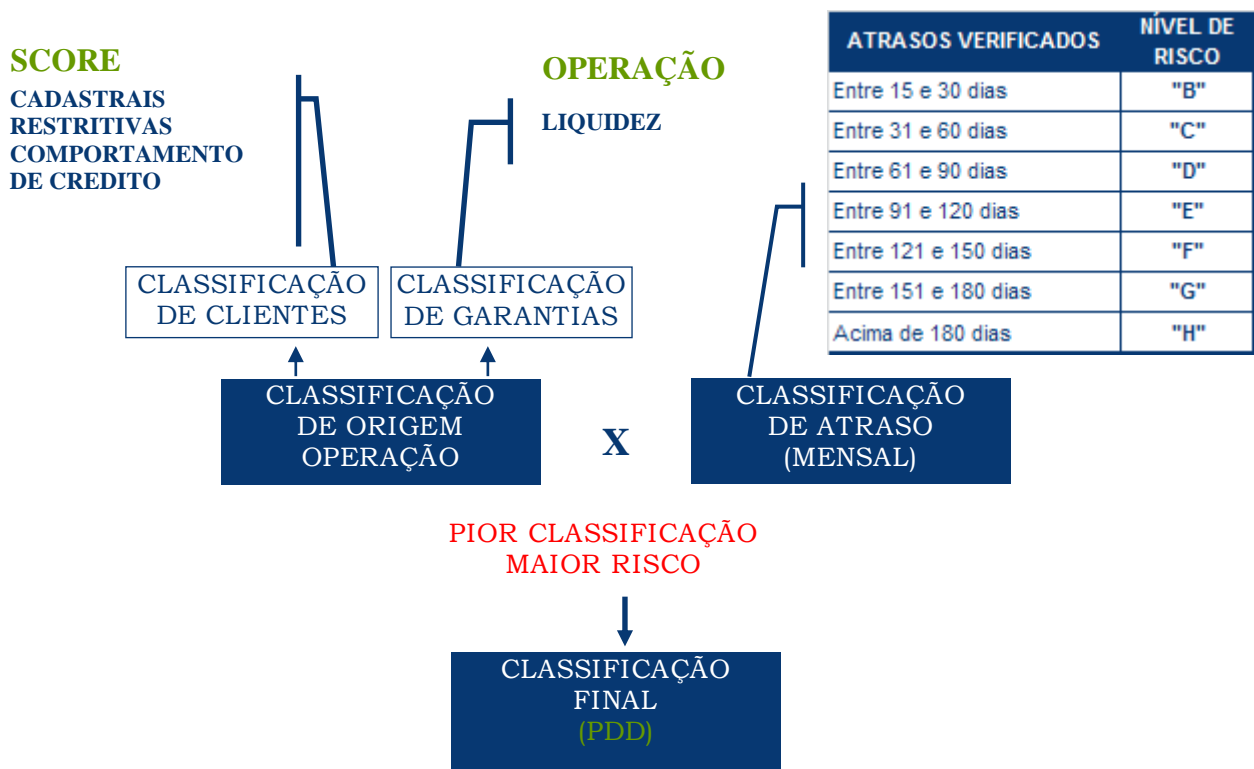 SCORE
CADASTRAIS
RESTRITIVAS
COMPORTAMENTO
DE CREDITO
OPERAÇÃO
LIQUIDEZ
ATRASOS VERIFICADOS NÍVEL DE RISCO
Entre 15 e 30 dias "B"
Entre 31 e 60 dias "C"
Entre 61 e 90 dias "D"
Entre 91 e 120 dias "E"
Entre 121 e 150 dias "F"
Entre 151 e 180 dias "G"
Acima de 180 dias "H"
CLASSIFICAÇÃO
DE CLIENTES
CLASSIFICAÇÃO
DE GARANTIAS
CLASSIFICAÇÃO
DE ORIGEM
OPERAÇÃO
X
CLASSIFICAÇÃO
DE ATRASO
(MENSAL)
PIOR CLASSIFICAÇÃO
MAIOR RISCO
CLASSIFICAÇÃO
FINAL
(PDD)